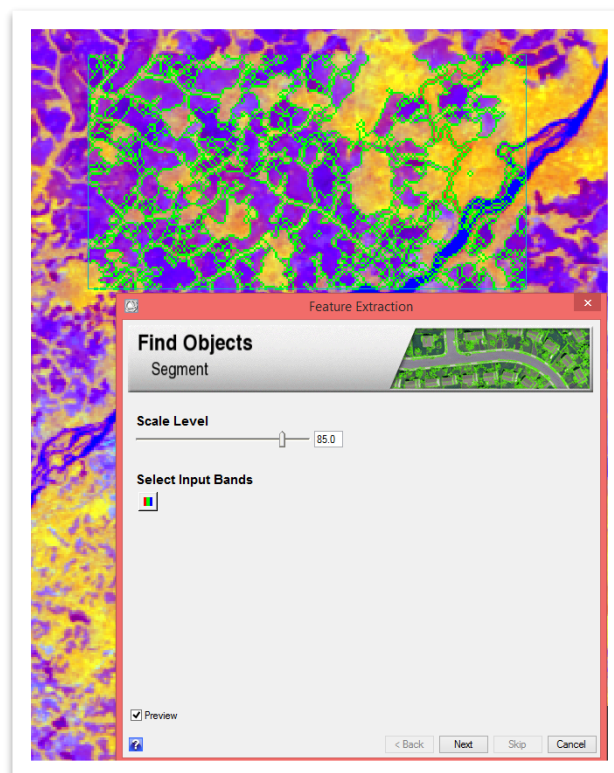 Feature Extraction
Find Objects
Segment
Scale Level
85.0
Select Input Bands
Preview
?
< Back Next Skip Cancel